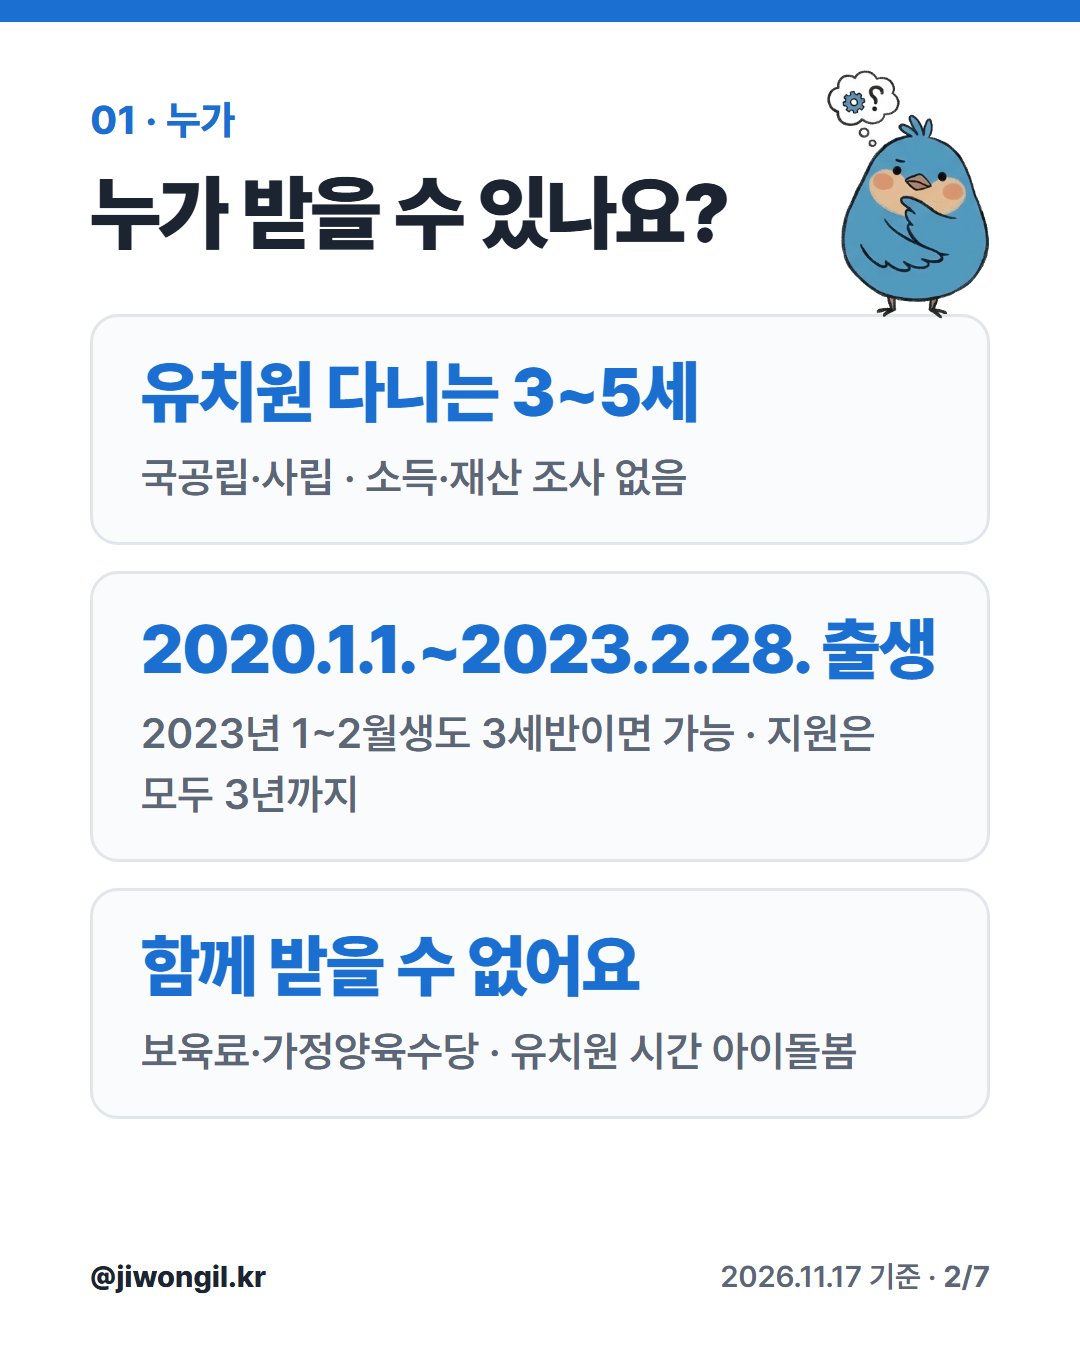 01 · 누가
누가 받을 수 있나요?
유치원 다니는 3~5세
국공립·사립 · 소득·재산 조사 없음
2020.1.1.~2023.2.28. 출생
2023년 1~2월생도 3세반이면 가능 · 지원은
모두 3년까지
함께 받을 수 없어요
보육료·가정양육수당 · 유치원 시간 아이돌봄
@jiwongil.kr
2026.11.17 기준 · 2/7